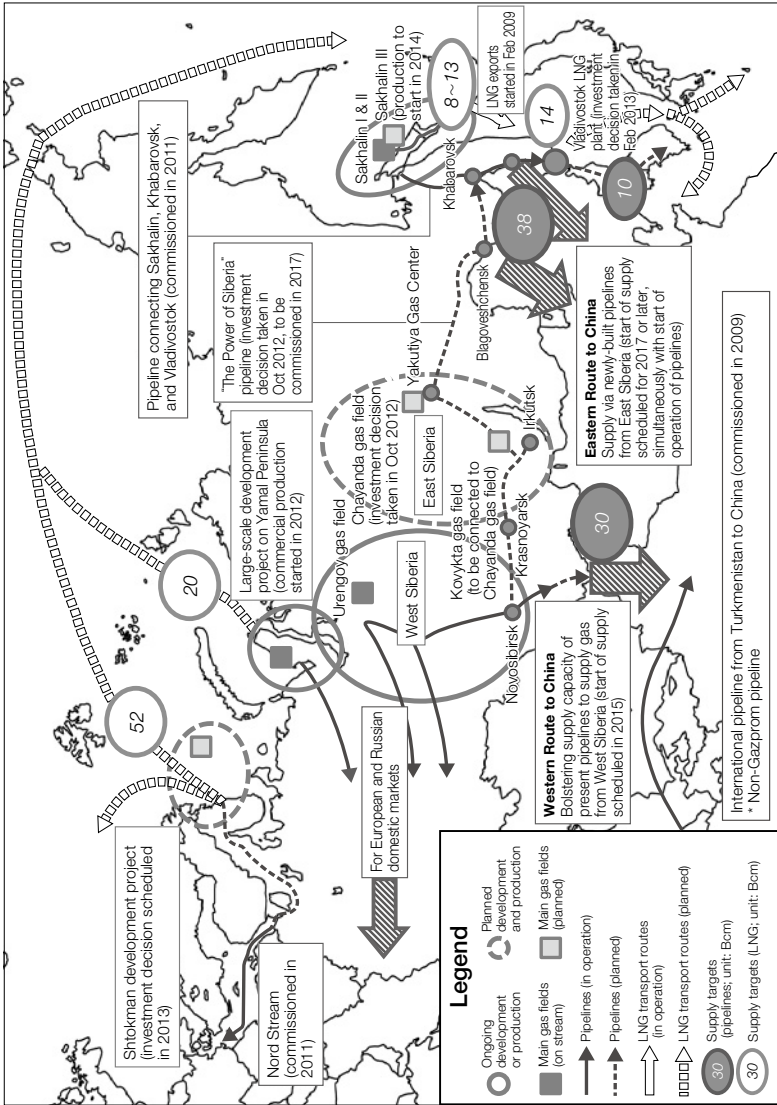 Shtokman development project
(investment decision scheduled
in 2013)
Nord Stream
(commissioned in
2011)
52
20
For European and Russian
domestic markets
Large-scale development
project on Yamal Peninsula
(commercial production
started in 2012)
Urengoy gas field
West Siberia
Pipeline connecting Sakhalin, Khabarovsk,
and Vladivostok (commissioned in 2011)
"The Power of Siberia"
pipeline (investment
decision taken in
Oct 2012, to be
commissioned in 2017)
Yakutiya Gas Center
Chayanda gas field
(investment decision
taken in Oct 2012)
East Siberia
Kovykta gas field
(to be connected to
Chayanda gas field)
Novosibirsk
Krasnoyarsk
Irkutsk
Blagoveshchensk
Khabarovsk
Sakhalin I & II
Sakhalin III
(production to
start in 2014)
8~13
LNG exports
started in Feb 2009
14
Vladivostok LNG
plant (investment
decision taken in
Feb 2013)
10
38
30
Western Route to China
Bolstering supply capacity of
present pipelines to supply gas
from West Siberia (start of supply
scheduled in 2015)
Eastern Route to China
Supply via newly-built pipelines
from East Siberia (start of supply
scheduled for 2017 or later,
simultaneously with start of
operation of pipelines)
International pipeline from Turkmenistan to China (commissioned in 2009)
* Non-Gazprom pipeline
Legend
Ongoing
development
or production
Planned
development
and production
Main gas fields
(on stream)
Main gas fields
(planned)
Pipelines (in operation)
Pipelines (planned)
LNG transport routes
(in operation)
LNG transport routes (planned)
30
Supply targets
(pipelines; unit: Bcm)
30
Supply targets (LNG; unit: Bcm)